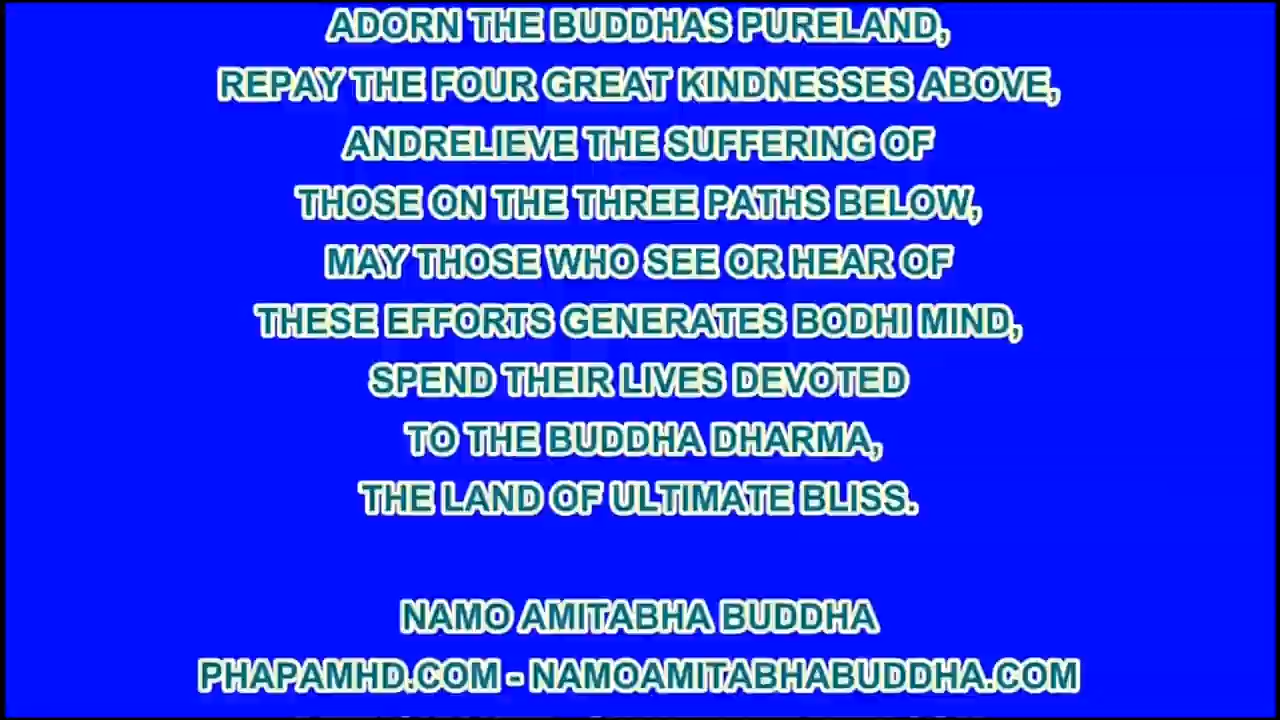 ADORN THE BUDDHAS PURELAND,
REPAY THE FOUR GREAT KINDNESSES ABOVE,
ANDRELIEVE THE SUFFERING OF
THOSE ON THE THREE PATHS BELOW,
MAY THOSE WHO SEE OR HEAR OF
THESE EFFORTS GENERATES BODHI MIND,
SPEND THEIR LIVES DEVOTED
TO THE BUDDHA DHARMA,
THE LAND OF ULTIMATE BLISS.
NAMO AMITABHA BUDDHA
PHAPAMHD.COM - NAMOAMITABHABUDDHA.COM